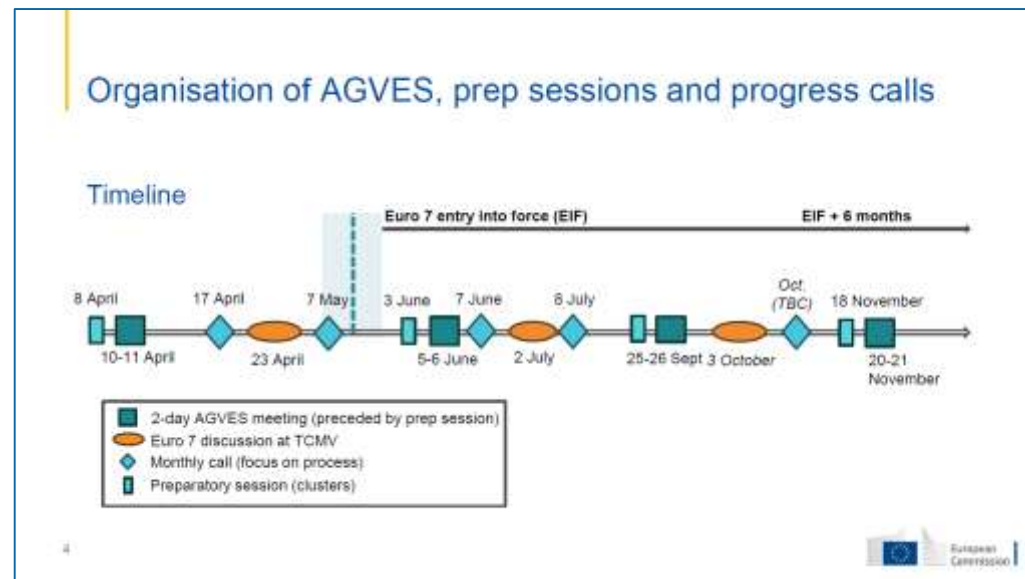 Organisation of AGVES, prep sessions and progress calls
Timeline
Euro 7 entry into force (EIF)
EIF + 6 months
8 April
17 April
7 May
3 June
7 June
8 July
Oct.
(TBC)
18 November
10-11 April
23 April
5-6 June
2 July
25-26 Sept
3 October
20-21
November
2-day AGVES meeting (preceded by prep session)
Euro 7 discussion at TCMV
Monthly call (focus on process)
Preparatory session (clusters)
4
European
Commission